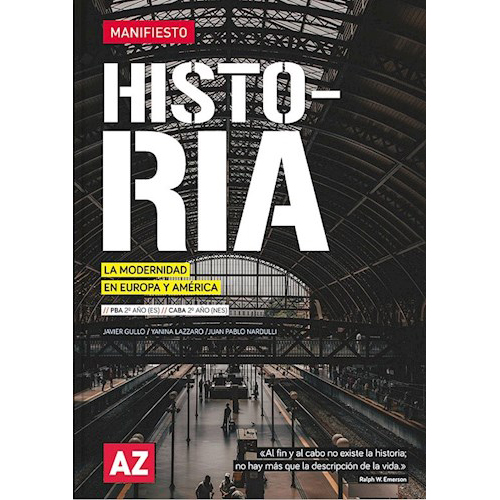 MANIFIESTO
HISTO-
RIA
LA MODERNIDAD
EN EUROPA Y AMÉRICA
// PBA 2º AÑO (ES) // CABA 2º AÑO (NES)
JAVIER GULLO / YANINA LAZZARO / JUAN PABLO NARDULLI
«Al fin y al cabo no existe la historia;
no hay más que la descripción de la vida.»
Ralph W. Emerson
AZ